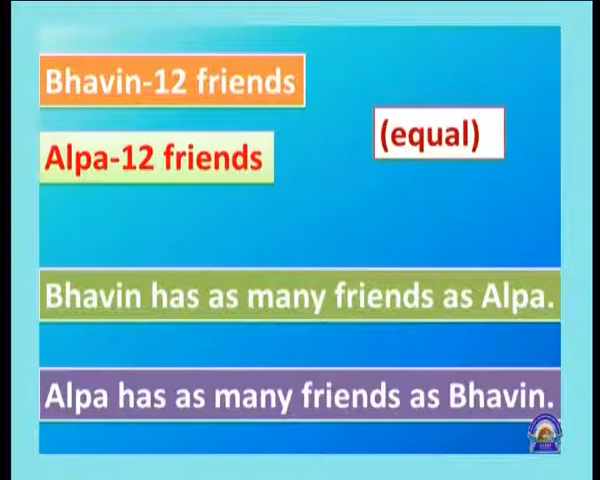 Bhavin-12 friends
(equal)
Alpa-12 friends
Bhavin has as many friends as Alpa.
Alpa has as many friends as Bhavin.